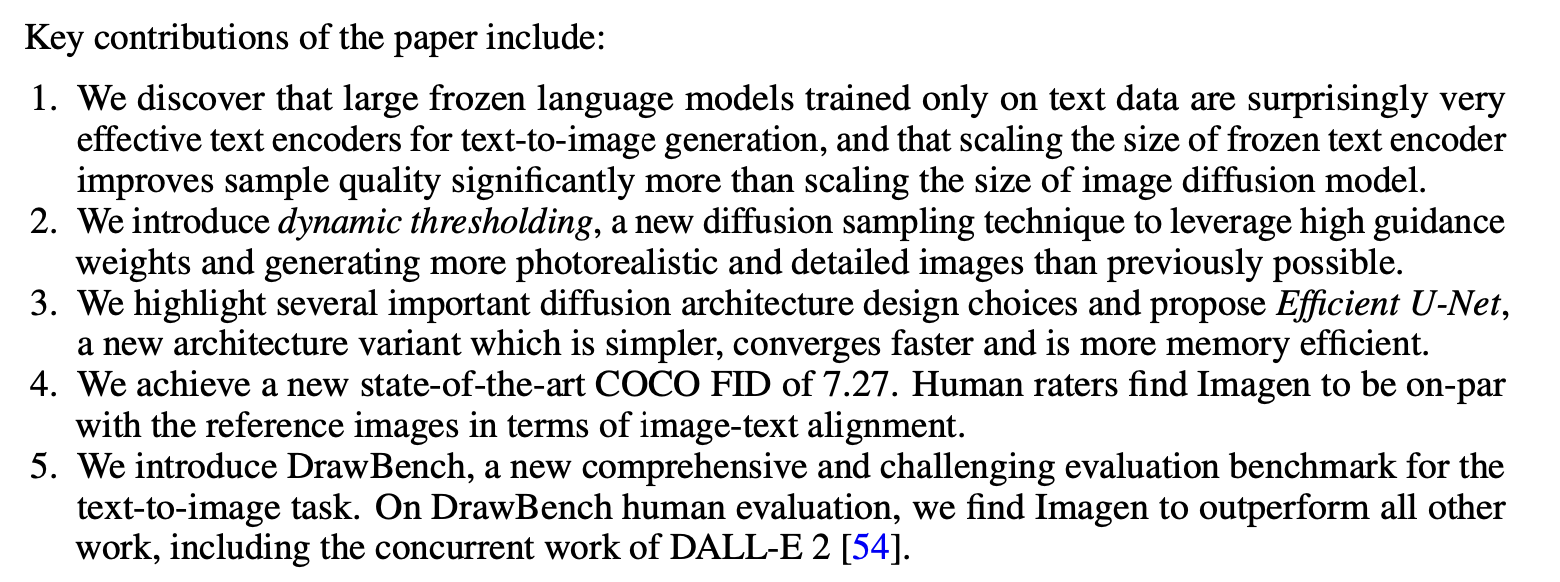 Key contributions of the paper include:
1. We discover that large frozen language models trained only on text data are surprisingly very
effective text encoders for text-to-image generation, and that scaling the size of frozen text encoder
improves sample quality significantly more than scaling the size of image diffusion model.
2. We introduce dynamic thresholding, a new diffusion sampling technique to leverage high guidance
weights and generating more photorealistic and detailed images than previously possible.
3. We highlight several important diffusion architecture design choices and propose Efficient U-Net,
a new architecture variant which is simpler, converges faster and is more memory efficient.
4. We achieve a new state-of-the-art COCO FID of 7.27. Human raters find Imagen to be on-par
with the reference images in terms of image-text alignment.
5. We introduce DrawBench, a new comprehensive and challenging evaluation benchmark for the
text-to-image task. On DrawBench human evaluation, we find Imagen to outperform all other
work, including the concurrent work of DALL-E 2 [54].